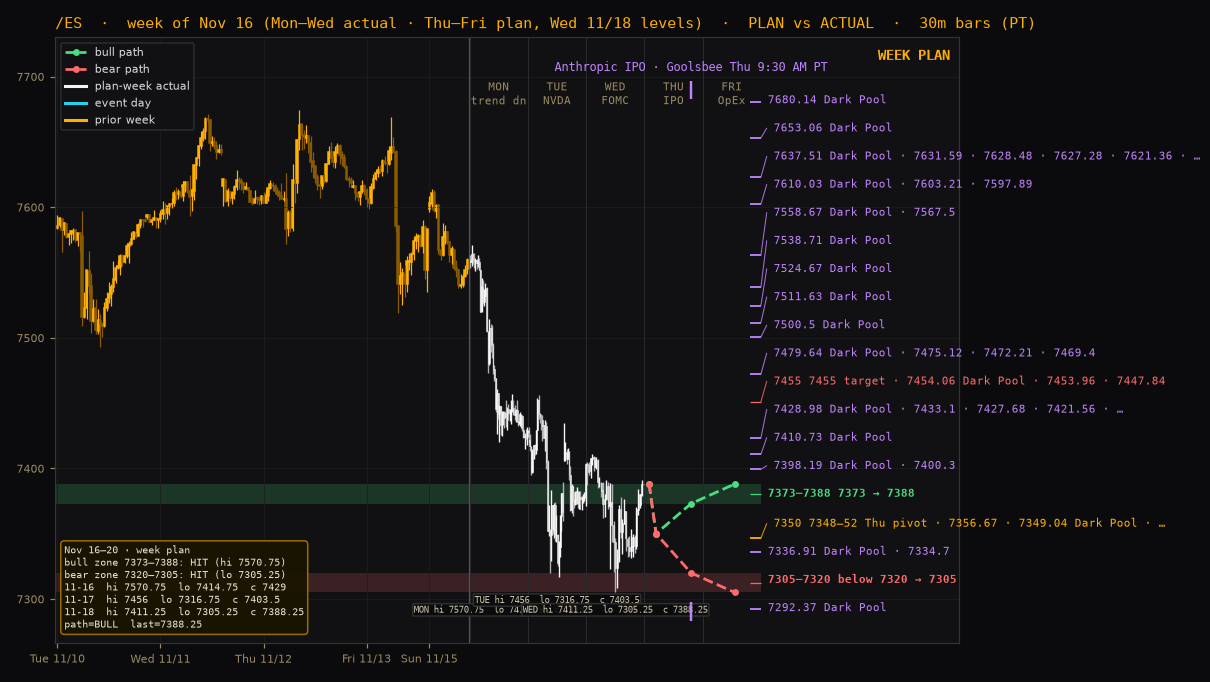 /ES · week of Nov 16 (Mon–Wed actual · Thu–Fri plan, Wed 11/18 levels) · PLAN vs ACTUAL · 30m bars (PT)
bull path
bear path
plan-week actual
event day
prior week
WEEK PLAN
Anthropic IPO · Goolsbee Thu 9:30 AM PT
MON TUE WED THU FRI
trend dn NVDA FOMC IPO OpEx
7700
7600
7500
7400
7300
7680.14 Dark Pool
7653.06 Dark Pool
7637.51 Dark Pool · 7631.59 · 7628.48 · 7627.28 · 7621.36 · …
7610.03 Dark Pool · 7603.21 · 7597.89
7558.67 Dark Pool · 7567.5
7538.71 Dark Pool
7524.67 Dark Pool
7511.63 Dark Pool
7500.5 Dark Pool
7479.64 Dark Pool · 7475.12 · 7472.21 · 7469.4
7455 7455 target · 7454.06 Dark Pool · 7453.96 · 7447.84
7428.98 Dark Pool · 7433.1 · 7427.68 · 7421.56 · …
7410.73 Dark Pool
7398.19 Dark Pool · 7400.3
7373–7388 7373 → 7388
7350 7348–52 Thu pivot · 7356.67 · 7349.04 Dark Pool · …
7336.91 Dark Pool · 7334.7
7305–7320 below 7320 → 7305
7292.37 Dark Pool
Nov 16–20 · week plan
bull zone 7373–7388: HIT (hi 7570.75)
bear zone 7320–7305: HIT (lo 7305.25)
11-16 hi 7570.75 lo 7414.75 c 7429
11-17 hi 7456 lo 7316.75 c 7403.5
11-18 hi 7411.25 lo 7305.25 c 7388.25
path=BULL last=7388.25
TUE hi 7456 lo 7316.75 c 7403.5
MON hi 7570.75
WED hi 7411.25 lo 7305.25 c 7388.25
Tue 11/10 Wed 11/11 Thu 11/12 Fri 11/13 Sun 11/15